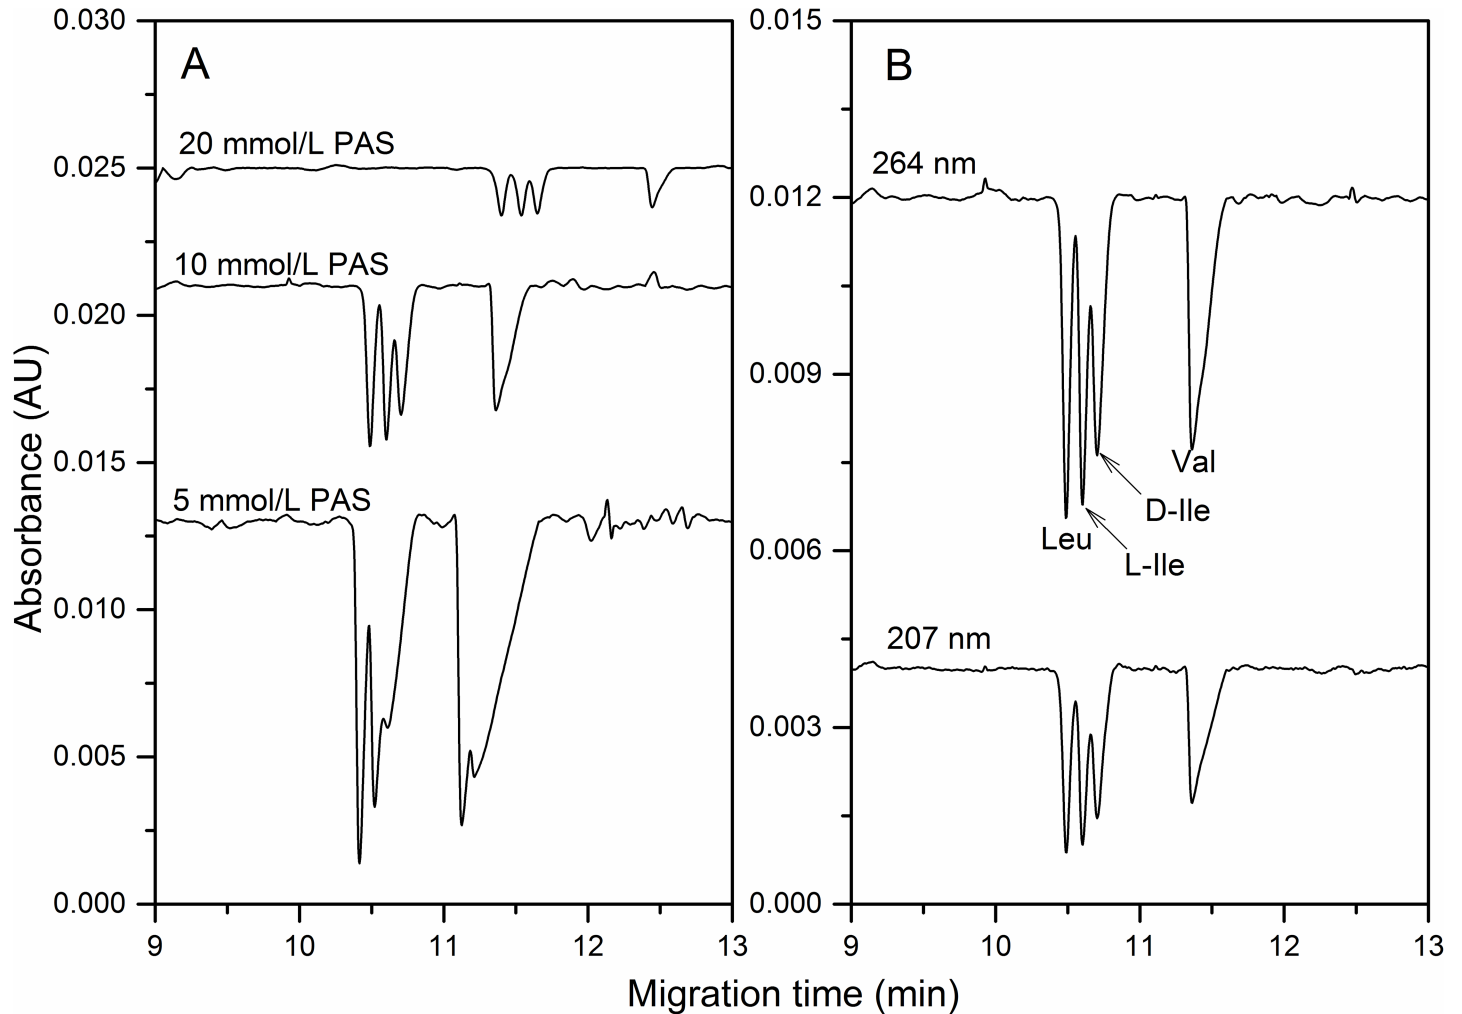 0.030
0.025
0.020
0.015
0.010
0.005
0.000
Absorbance (AU)
A
20 mmol/L PAS
10 mmol/L PAS
5 mmol/L PAS
9
10
11
12
13
0.015
0.012
0.009
0.006
0.003
0.000
B
264 nm
Val
D-Ile
Leu
L-Ile
207 nm
9
10
11
12
13
Migration time (min)